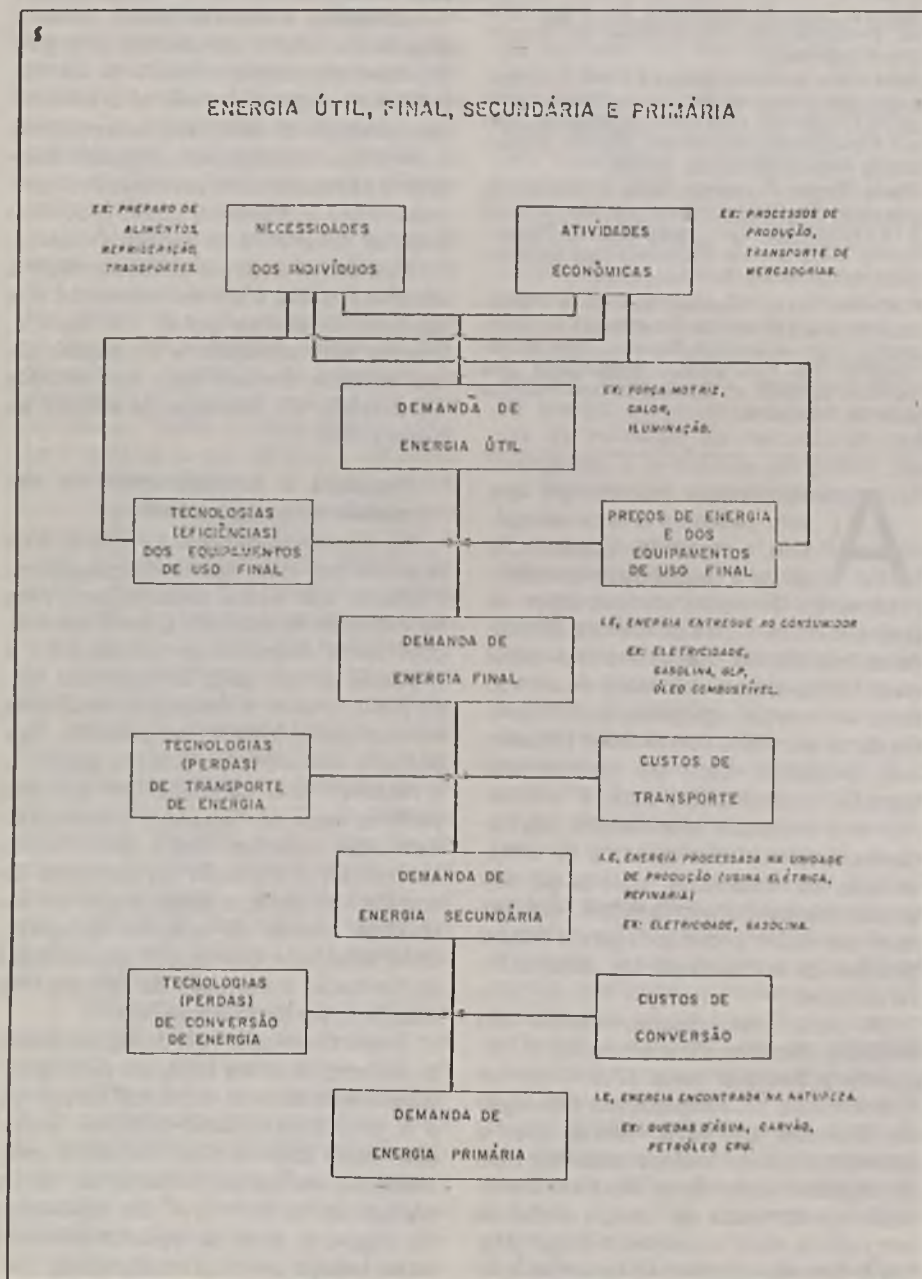 ENERGIA ÚTIL, FINAL, SECUNDÁRIA E PRIMÁRIA
EX: PREPARO DE
ALIMENTOS,
REFRIGERAÇÃO,
TRANSPORTES.
NECESSIDADES
DOS INDIVÍDUOS
ATIVIDADES
ECONÔMICAS
EX: PROCESSOS DE
PRODUÇÃO,
TRANSPORTE DE
MERCADORIAS.
DEMANDA DE
ENERGIA ÚTIL
EX: FORÇA MOTRIZ,
CALOR,
ILUMINAÇÃO.
TECNOLOGIAS
(EFICIÊNCIAS)
DOS EQUIPAMENTOS
DE USO FINAL
PREÇOS DE ENERGIA
E DOS
EQUIPAMENTOS
DE USO FINAL
DEMANDA DE
ENERGIA FINAL
I.E, ENERGIA ENTREGUE AO CONSUMIDOR
EX: ELETRICIDADE,
GASOLINA, GLP,
ÓLEO COMBUSTÍVEL.
TECNOLOGIAS
(PERDAS)
DE TRANSPORTE
DE ENERGIA
CUSTOS DE
TRANSPORTE
DEMANDA DE
ENERGIA SECUNDÁRIA
I.E, ENERGIA PROCESSADA NA UNIDADE
DE PRODUÇÃO (USINA ELÉTRICA,
REFINARIA)
EX: ELETRICIDADE, GASOLINA.
TECNOLOGIAS
(PERDAS)
DE CONVERSÃO
DE ENERGIA
CUSTOS DE
CONVERSÃO
DEMANDA DE
ENERGIA PRIMÁRIA
I.E, ENERGIA ENCONTRADA NA NATUREZA.
EX: QUEDAS D'ÁGUA, CARVÃO,
PETRÓLEO CRU.